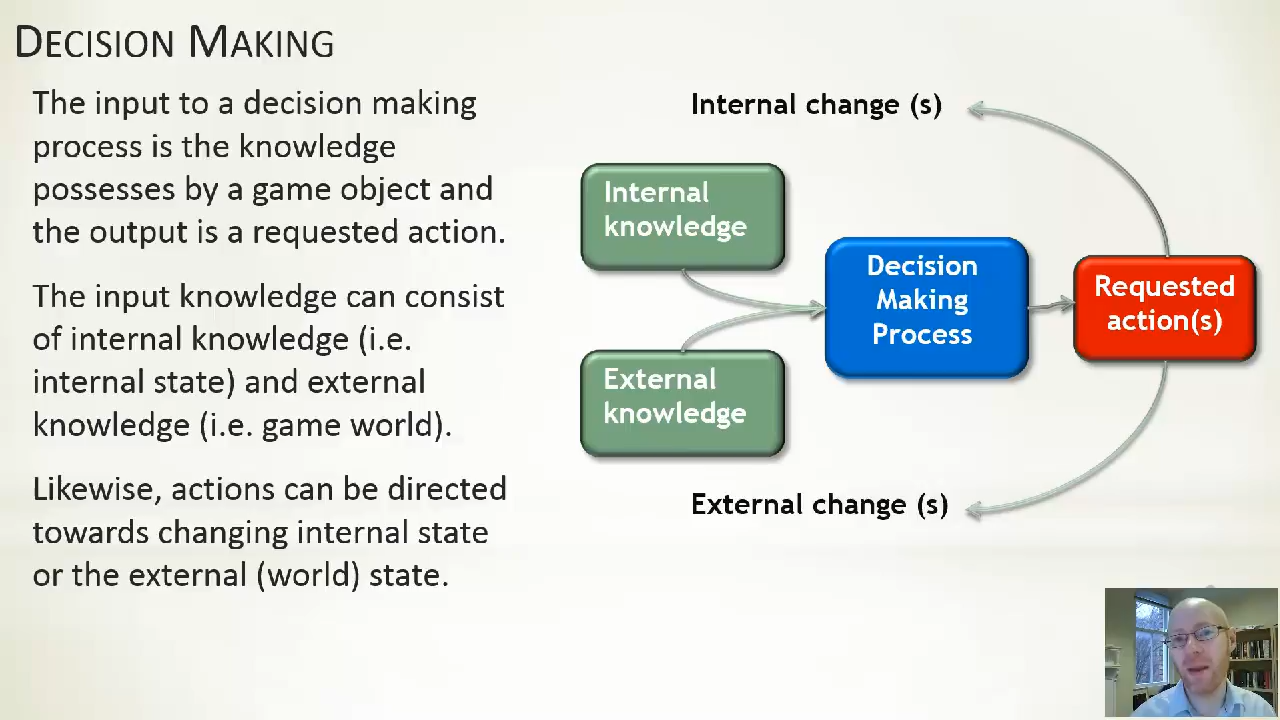 DECISION MAKING
The input to a decision making
process is the knowledge
possesses by a game object and
the output is a requested action.
The input knowledge can consist
of internal knowledge (i.e.
internal state) and external
knowledge (i.e. game world).
Likewise, actions can be directed
towards changing internal state
or the external (world) state.
Internal change (s)
Internal
knowledge
Decision
Making
Process
Requested
action(s)
External
knowledge
External change (s)